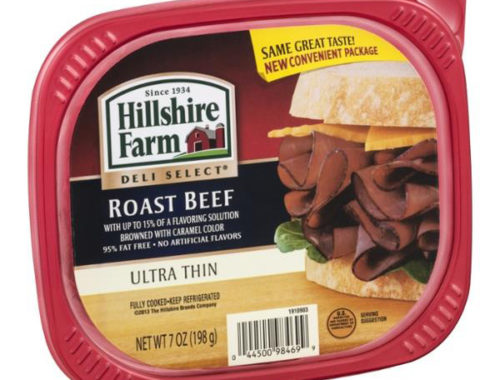 SAME GREAT TASTE!
NEW CONVENIENT PACKAGE
Since 1934
Hillshire
Farm
DELI SELECT®
ROAST BEEF
WITH UP TO 15% OF A FLAVORING SOLUTION
BROWNED WITH CARAMEL COLOR
95% FAT FREE • NO ARTIFICIAL FLAVORS
ULTRA THIN
FULLY COOKED•KEEP REFRIGERATED
©2013 The Hillshire Brands Company
NET WT 7 OZ (198 g)
1910983
0 44500 98469 9
SERVING
SUGGESTION